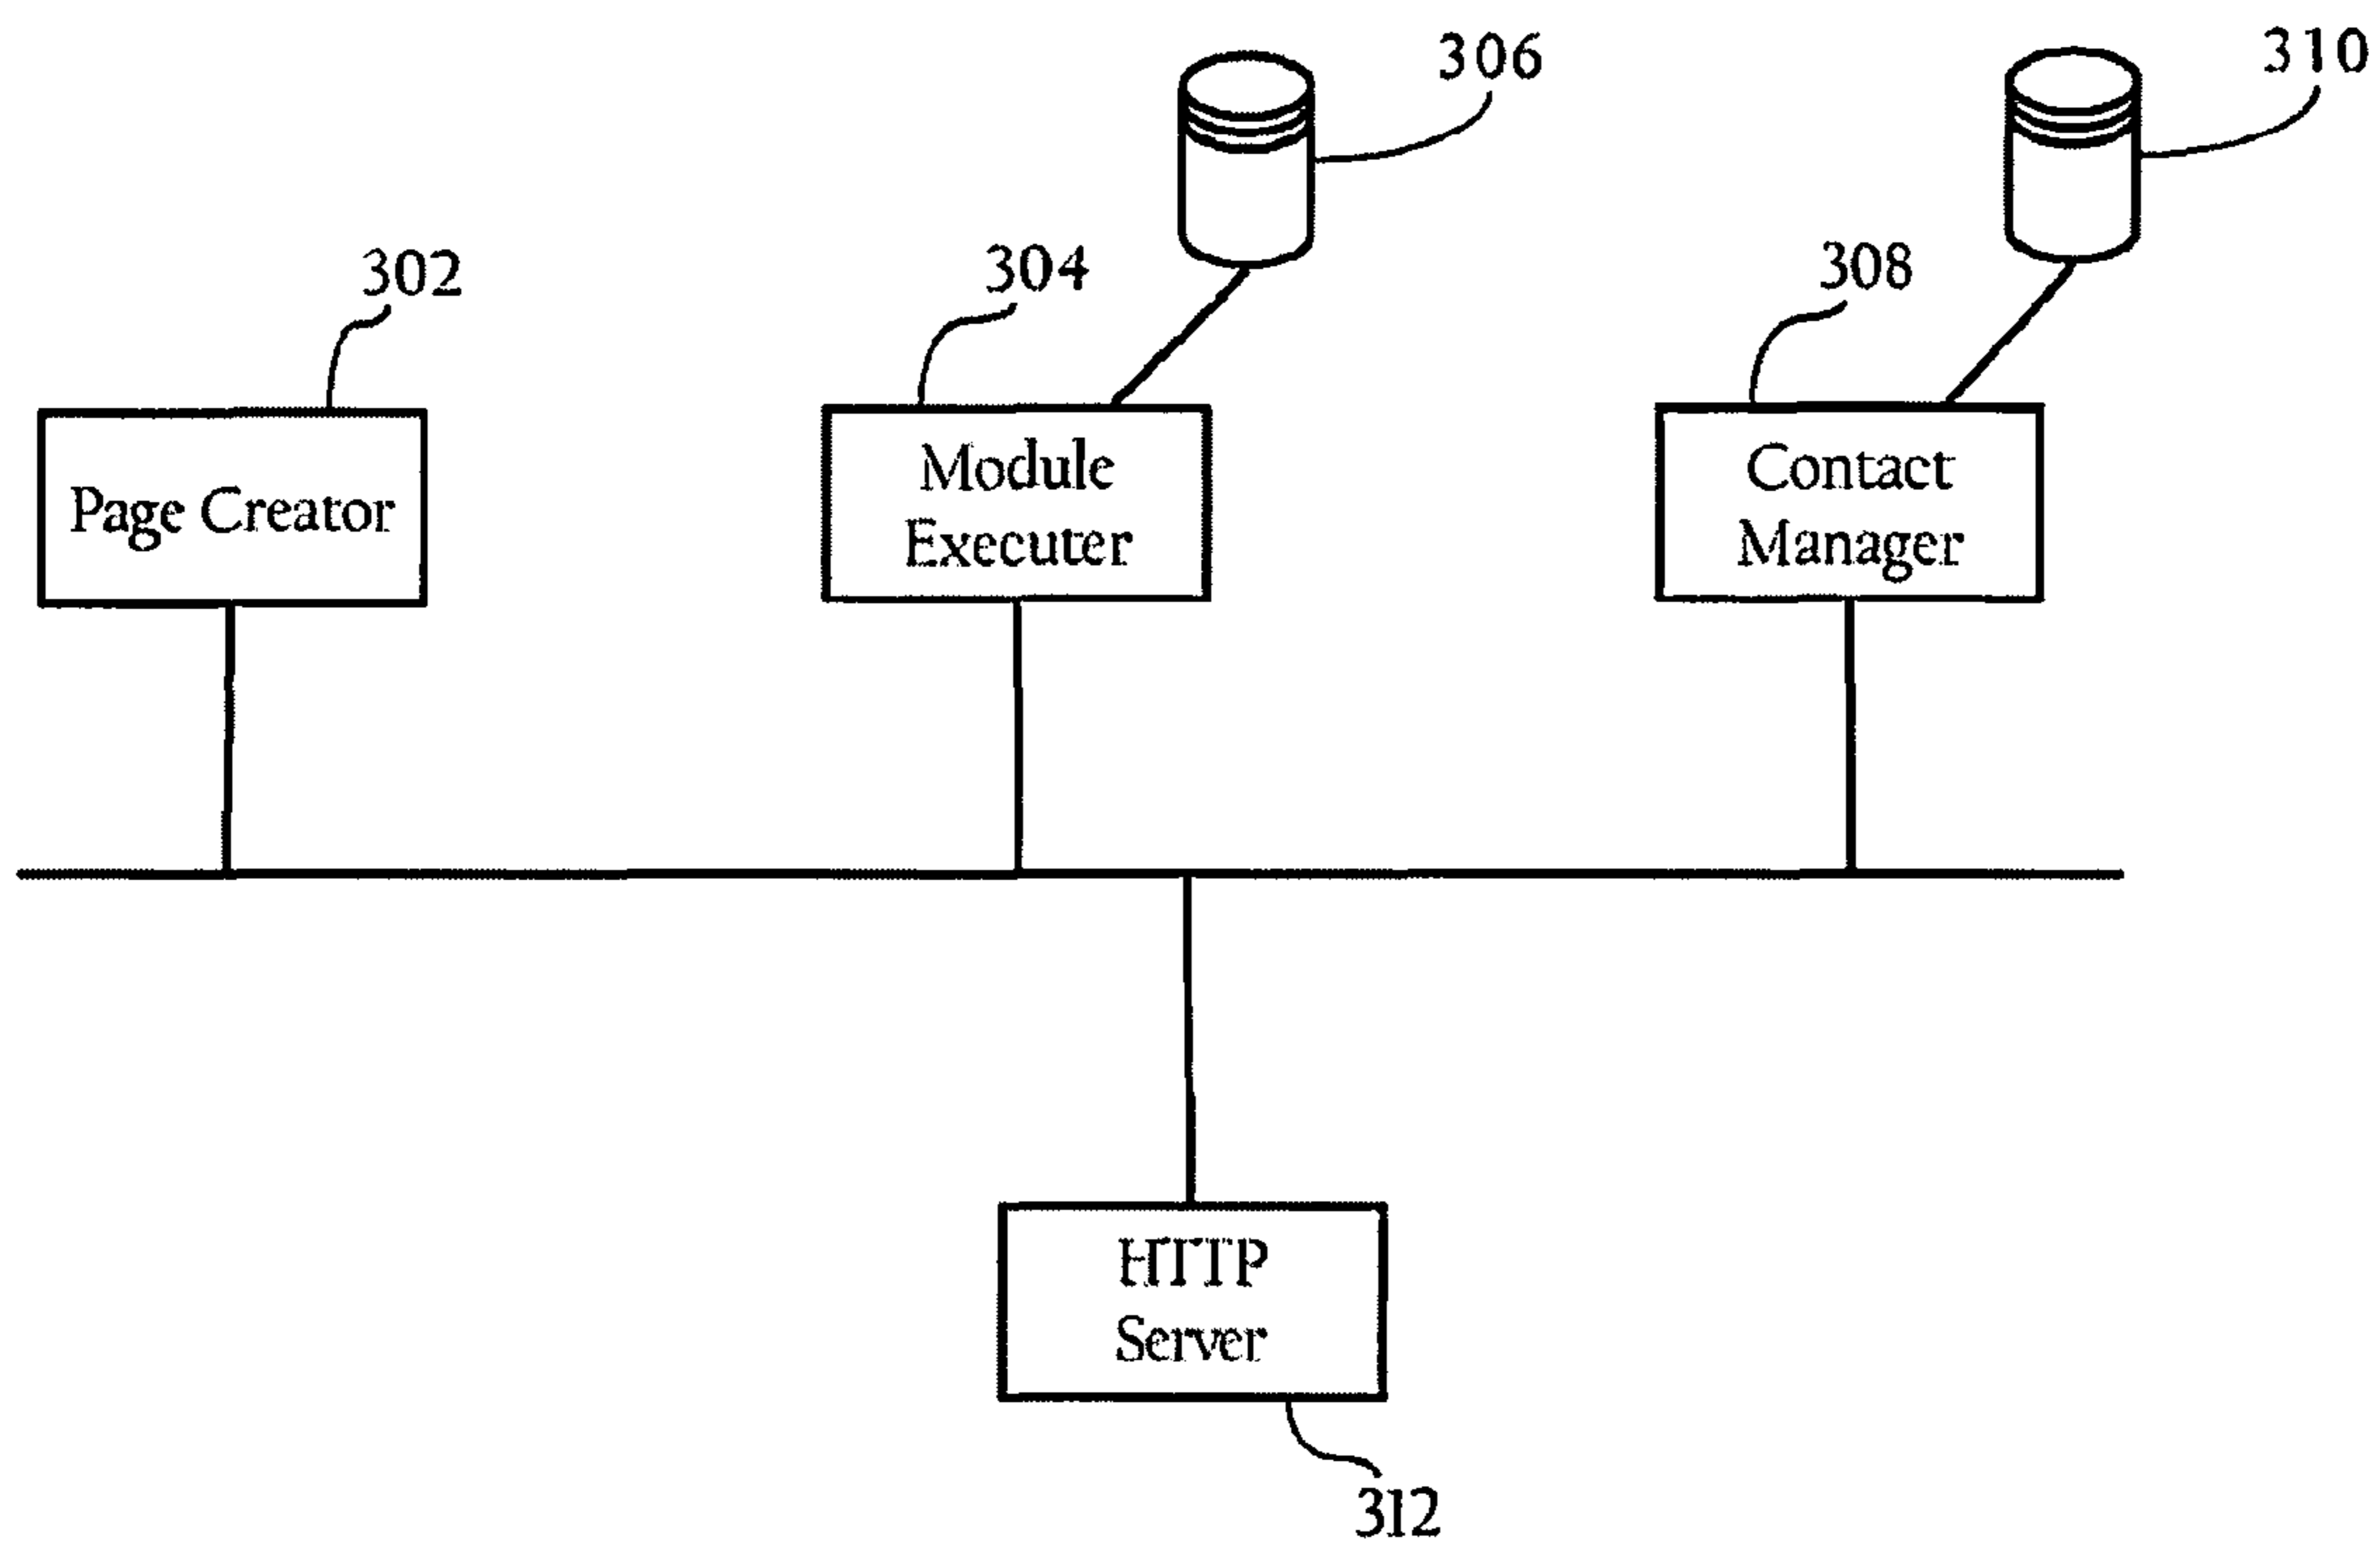 306
310
302
304
308
Page Creator
Module
Executer
Contact
Manager
HTTP
Server
312